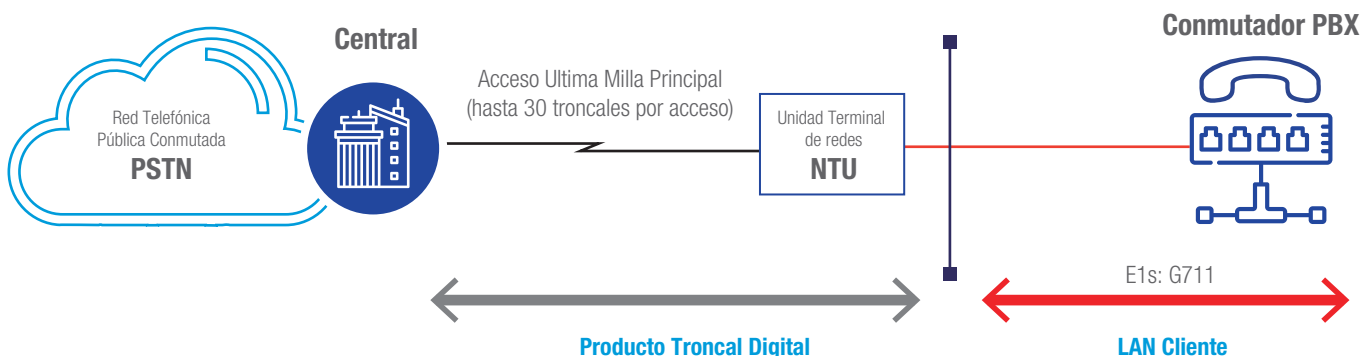 Red Telefónica
Pública Conmutada
PSTN
Central
Acceso Ultima Milla Principal
(hasta 30 troncales por acceso)
Unidad Terminal
de redes
NTU
Conmutador PBX
E1s: G711
Producto Troncal Digital
LAN Cliente